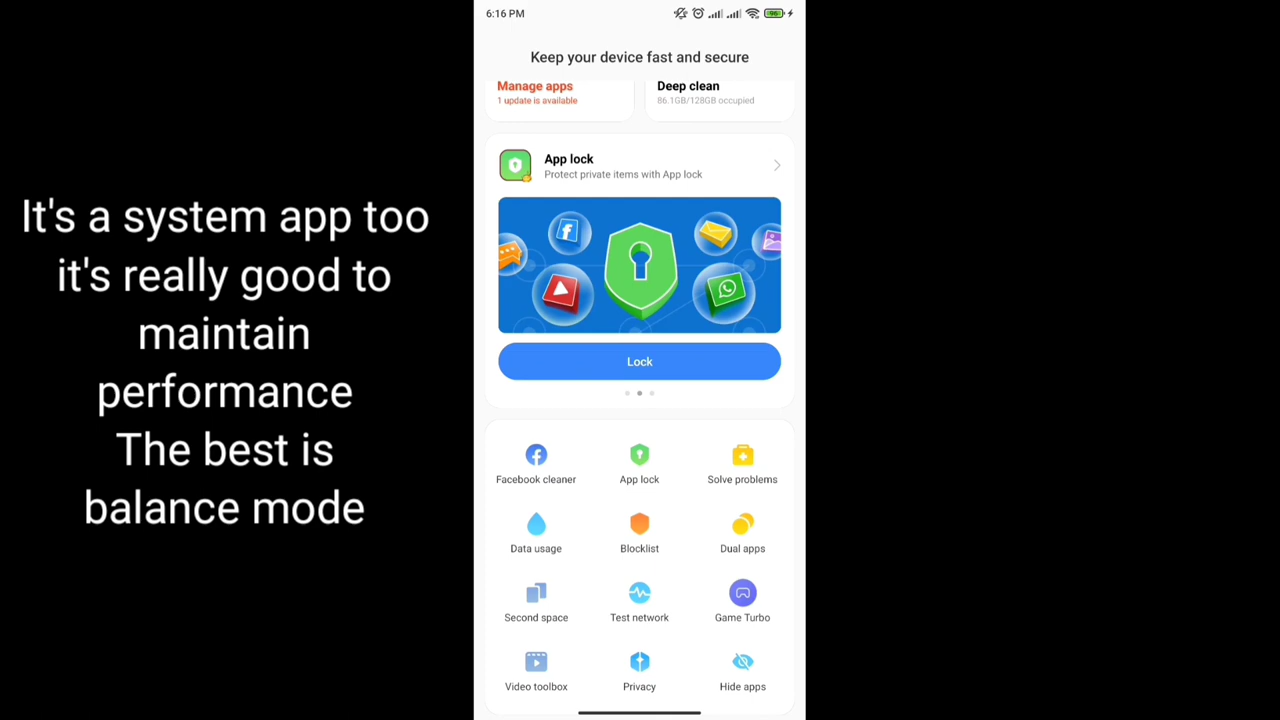 It's a system app too
it's really good to
maintain
performance
The best is
balance mode
6:16 PM
96
Keep your device fast and secure
Manage apps
1 update is available
Deep clean
86.1GB/128GB occupied
App lock
Protect private items with App lock
Lock
Facebook cleaner
App lock
Solve problems
Data usage
Blocklist
Dual apps
Second space
Test network
Game Turbo
Video toolbox
Privacy
Hide apps